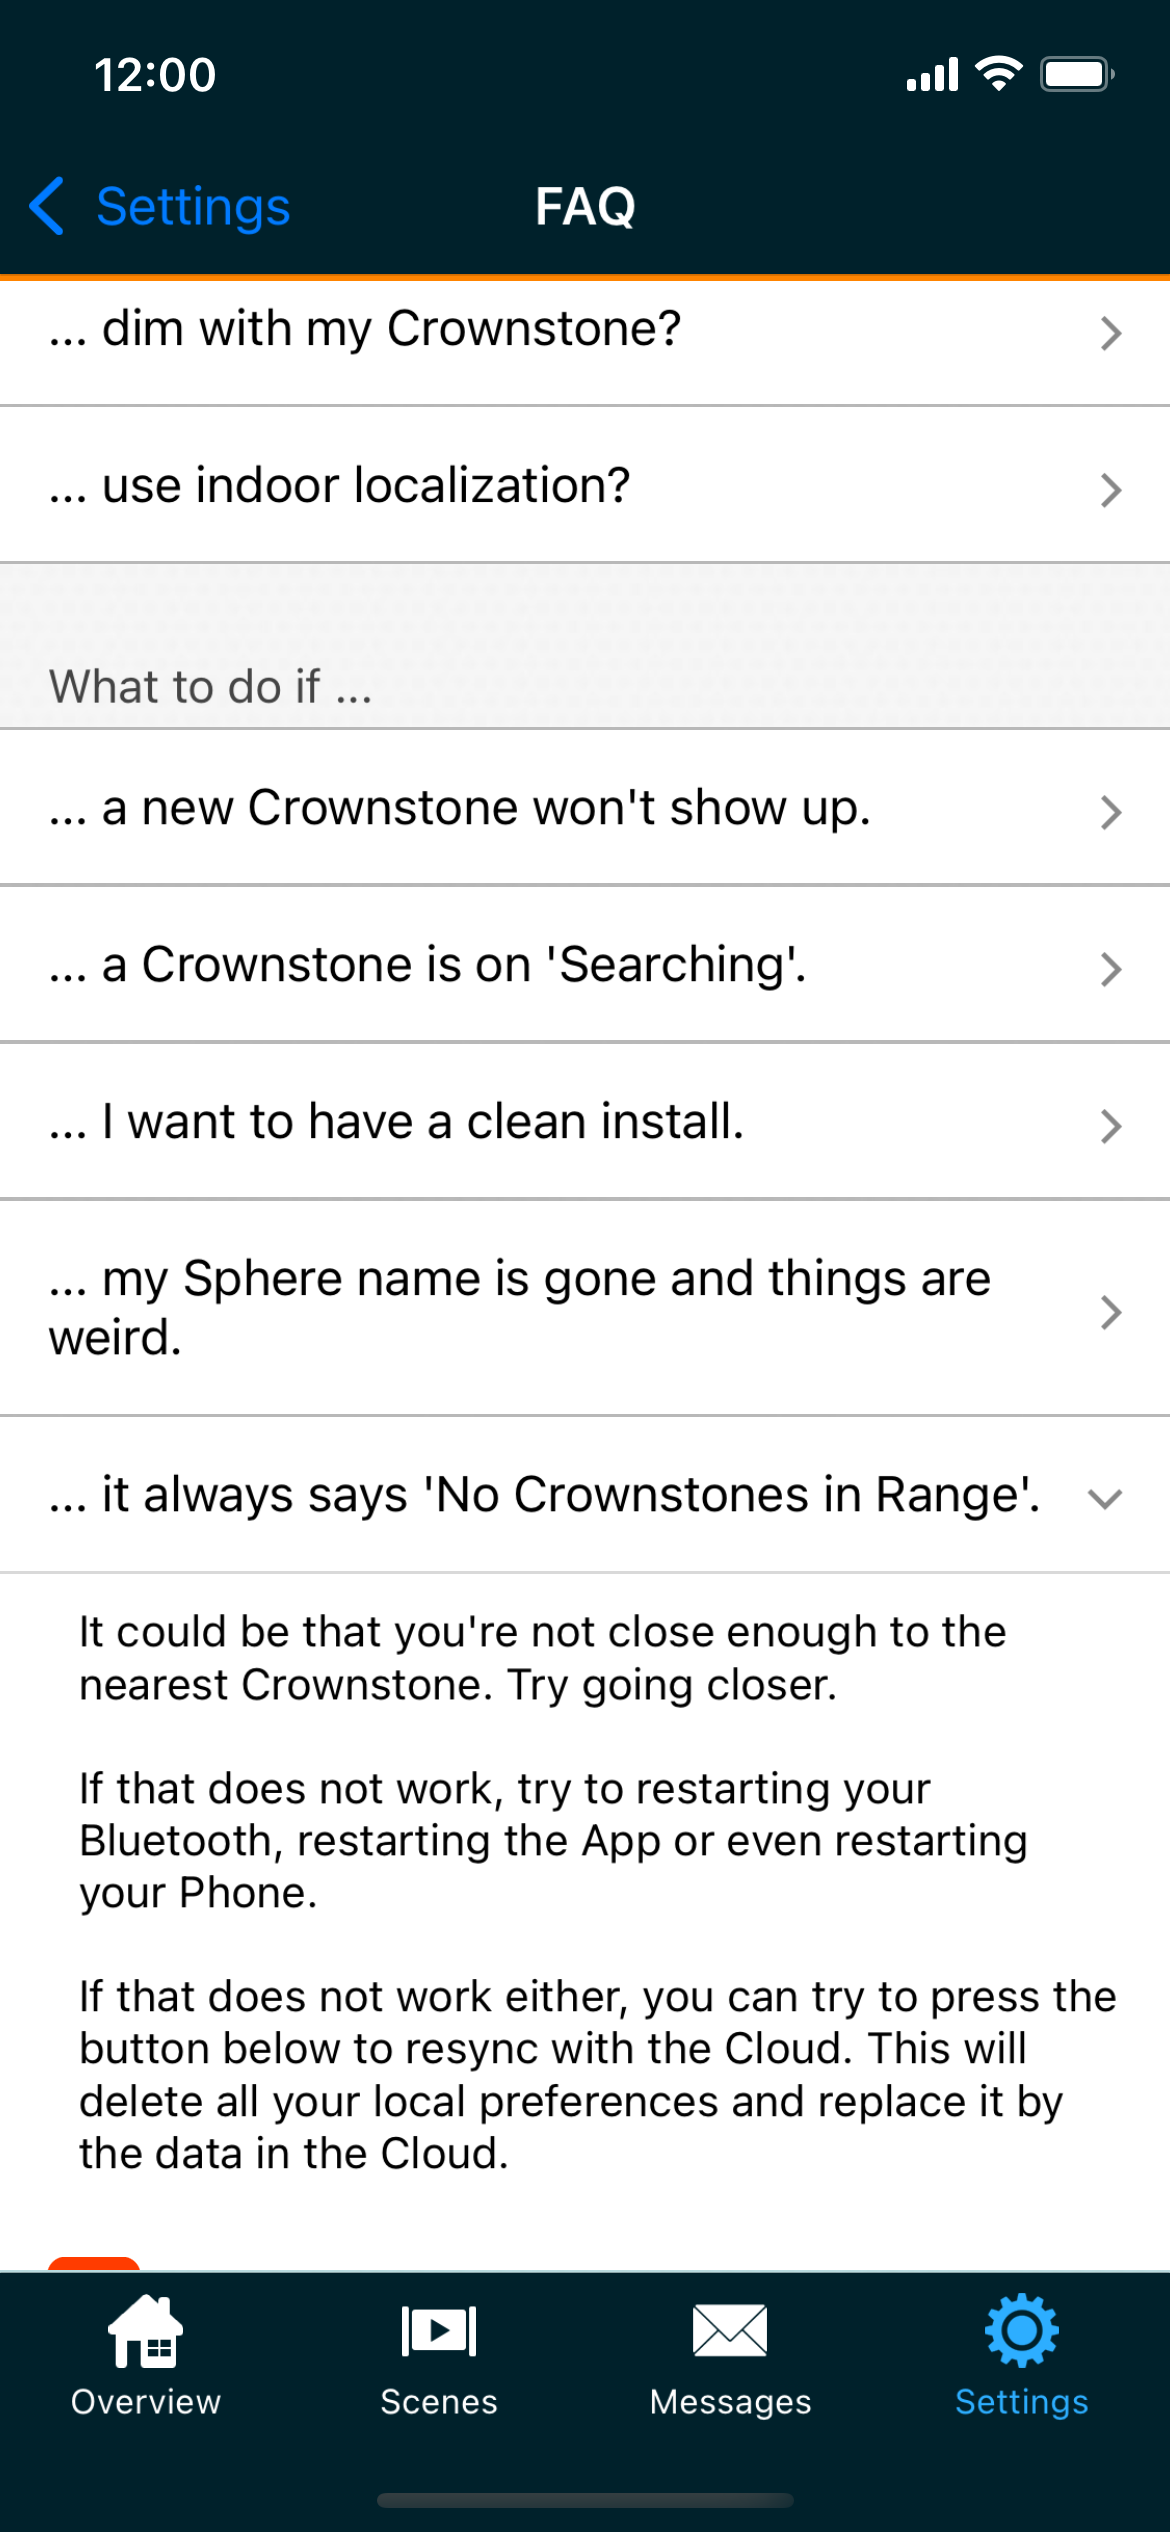 12:00
Settings
FAQ
... dim with my Crownstone?
... use indoor localization?
What to do if ...
... a new Crownstone won't show up.
... a Crownstone is on 'Searching'.
... I want to have a clean install.
... my Sphere name is gone and things are
weird.
... it always says 'No Crownstones in Range'.
It could be that you're not close enough to the
nearest Crownstone. Try going closer.
If that does not work, try to restarting your
Bluetooth, restarting the App or even restarting
your Phone.
If that does not work either, you can try to press the
button below to resync with the Cloud. This will
delete all your local preferences and replace it by
the data in the Cloud.
Overview
Scenes
Messages
Settings